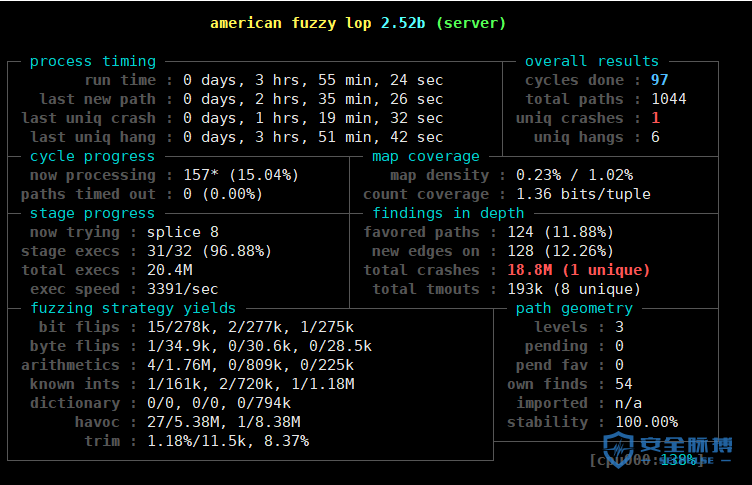 american fuzzy lop 2.52b (server)
process timing overall results
run time : 0 days, 3 hrs, 55 min, 24 sec cycles done : 97
last new path : 0 days, 2 hrs, 35 min, 26 sec total paths : 1044
last uniq crash : 0 days, 1 hrs, 19 min, 32 sec uniq crashes : 1
last uniq hang : 0 days, 3 hrs, 51 min, 42 sec uniq hangs : 6
cycle progress map coverage
now processing : 157* (15.04%) map density : 0.23% / 1.02%
paths timed out : 0 (0.00%) count coverage : 1.36 bits/tuple
stage progress findings in depth
now trying : splice 8 favored paths : 124 (11.88%)
stage execs : 31/32 (96.88%) new edges on : 128 (12.26%)
total execs : 20.4M total crashes : 18.8M (1 unique)
exec speed : 3391/sec total tmouts : 193k (8 unique)
fuzzing strategy yields path geometry
bit flips : 15/278k, 2/277k, 1/275k levels : 3
byte flips : 1/34.9k, 0/30.6k, 0/28.5k pending : 0
arithmetics : 4/1.76M, 0/809k, 0/225k pend fav : 0
known ints : 1/161k, 2/720k, 1/1.18M own finds : 54
dictionary : 0/0, 0/0, 0/794k imported : n/a
havoc : 27/5.38M, 1/8.38M stability : 100.00%
trim : 1.18%/11.5k, 8.37%
安全脉搏
[cpu000:138%]